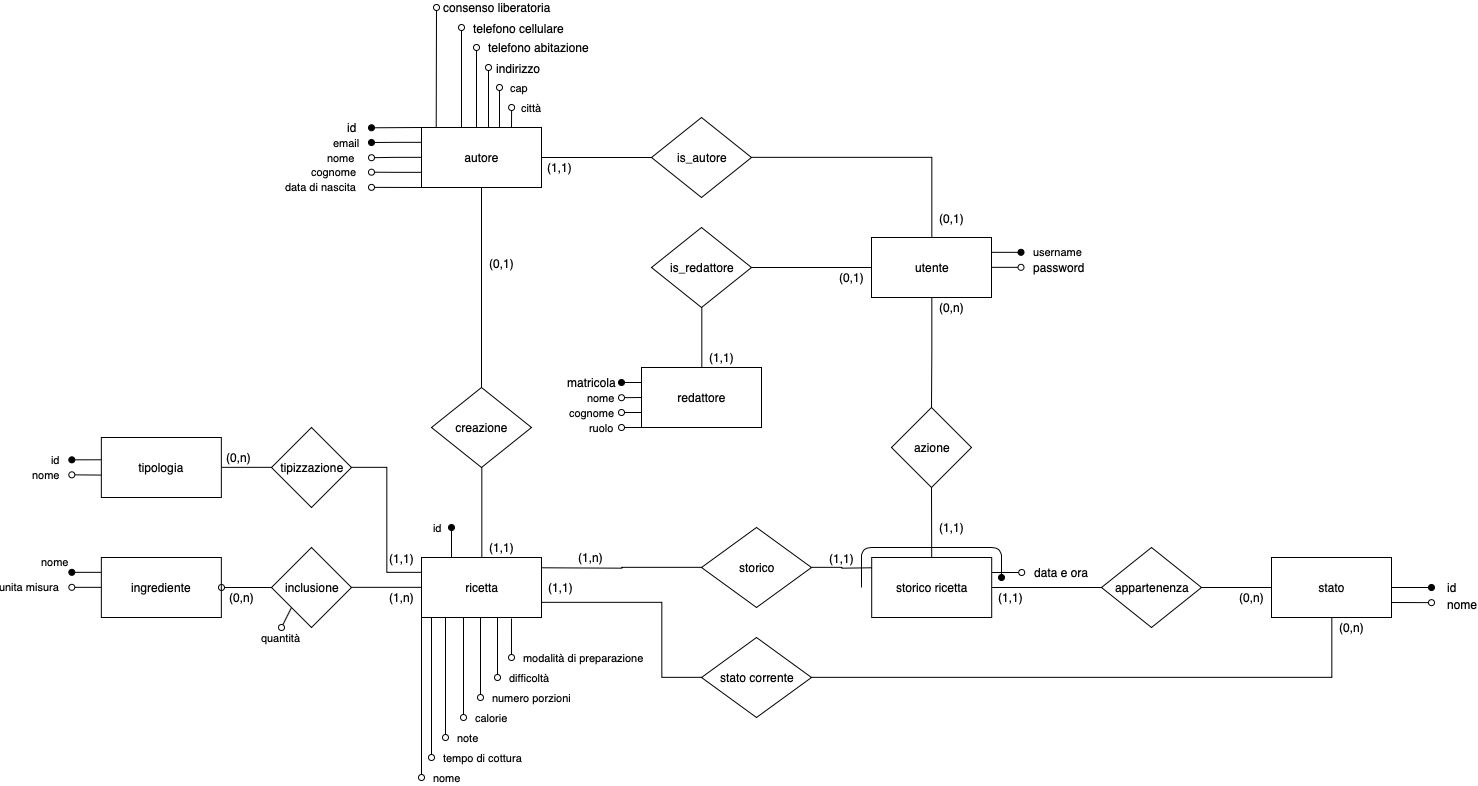 consenso liberatoria
telefono cellulare
telefono abitazione
indirizzo
cap
città
id
email
nome
cognome
data di nascita
autore
(1,1)
is_autore
(0,1)
(0,1)
is_redattore
(0,1)
utente
username
password
(0,n)
(1,1)
matricola
nome
cognome
ruolo
redattore
creazione
azione
id
nome
tipologia
(0,n)
tipizzazione
id
(1,1)
(1,1)
(1,1)
nome
unita misura
ingrediente
(0,n)
inclusione
quantità
(1,n)
ricetta
(1,n)
(1,1)
storico
(1,1)
storico ricetta
data e ora
(1,1)
appartenenza
(0,n)
stato
id
nome
(0,n)
stato corrente
modalità di preparazione
difficoltà
numero porzioni
calorie
note
tempo di cottura
nome